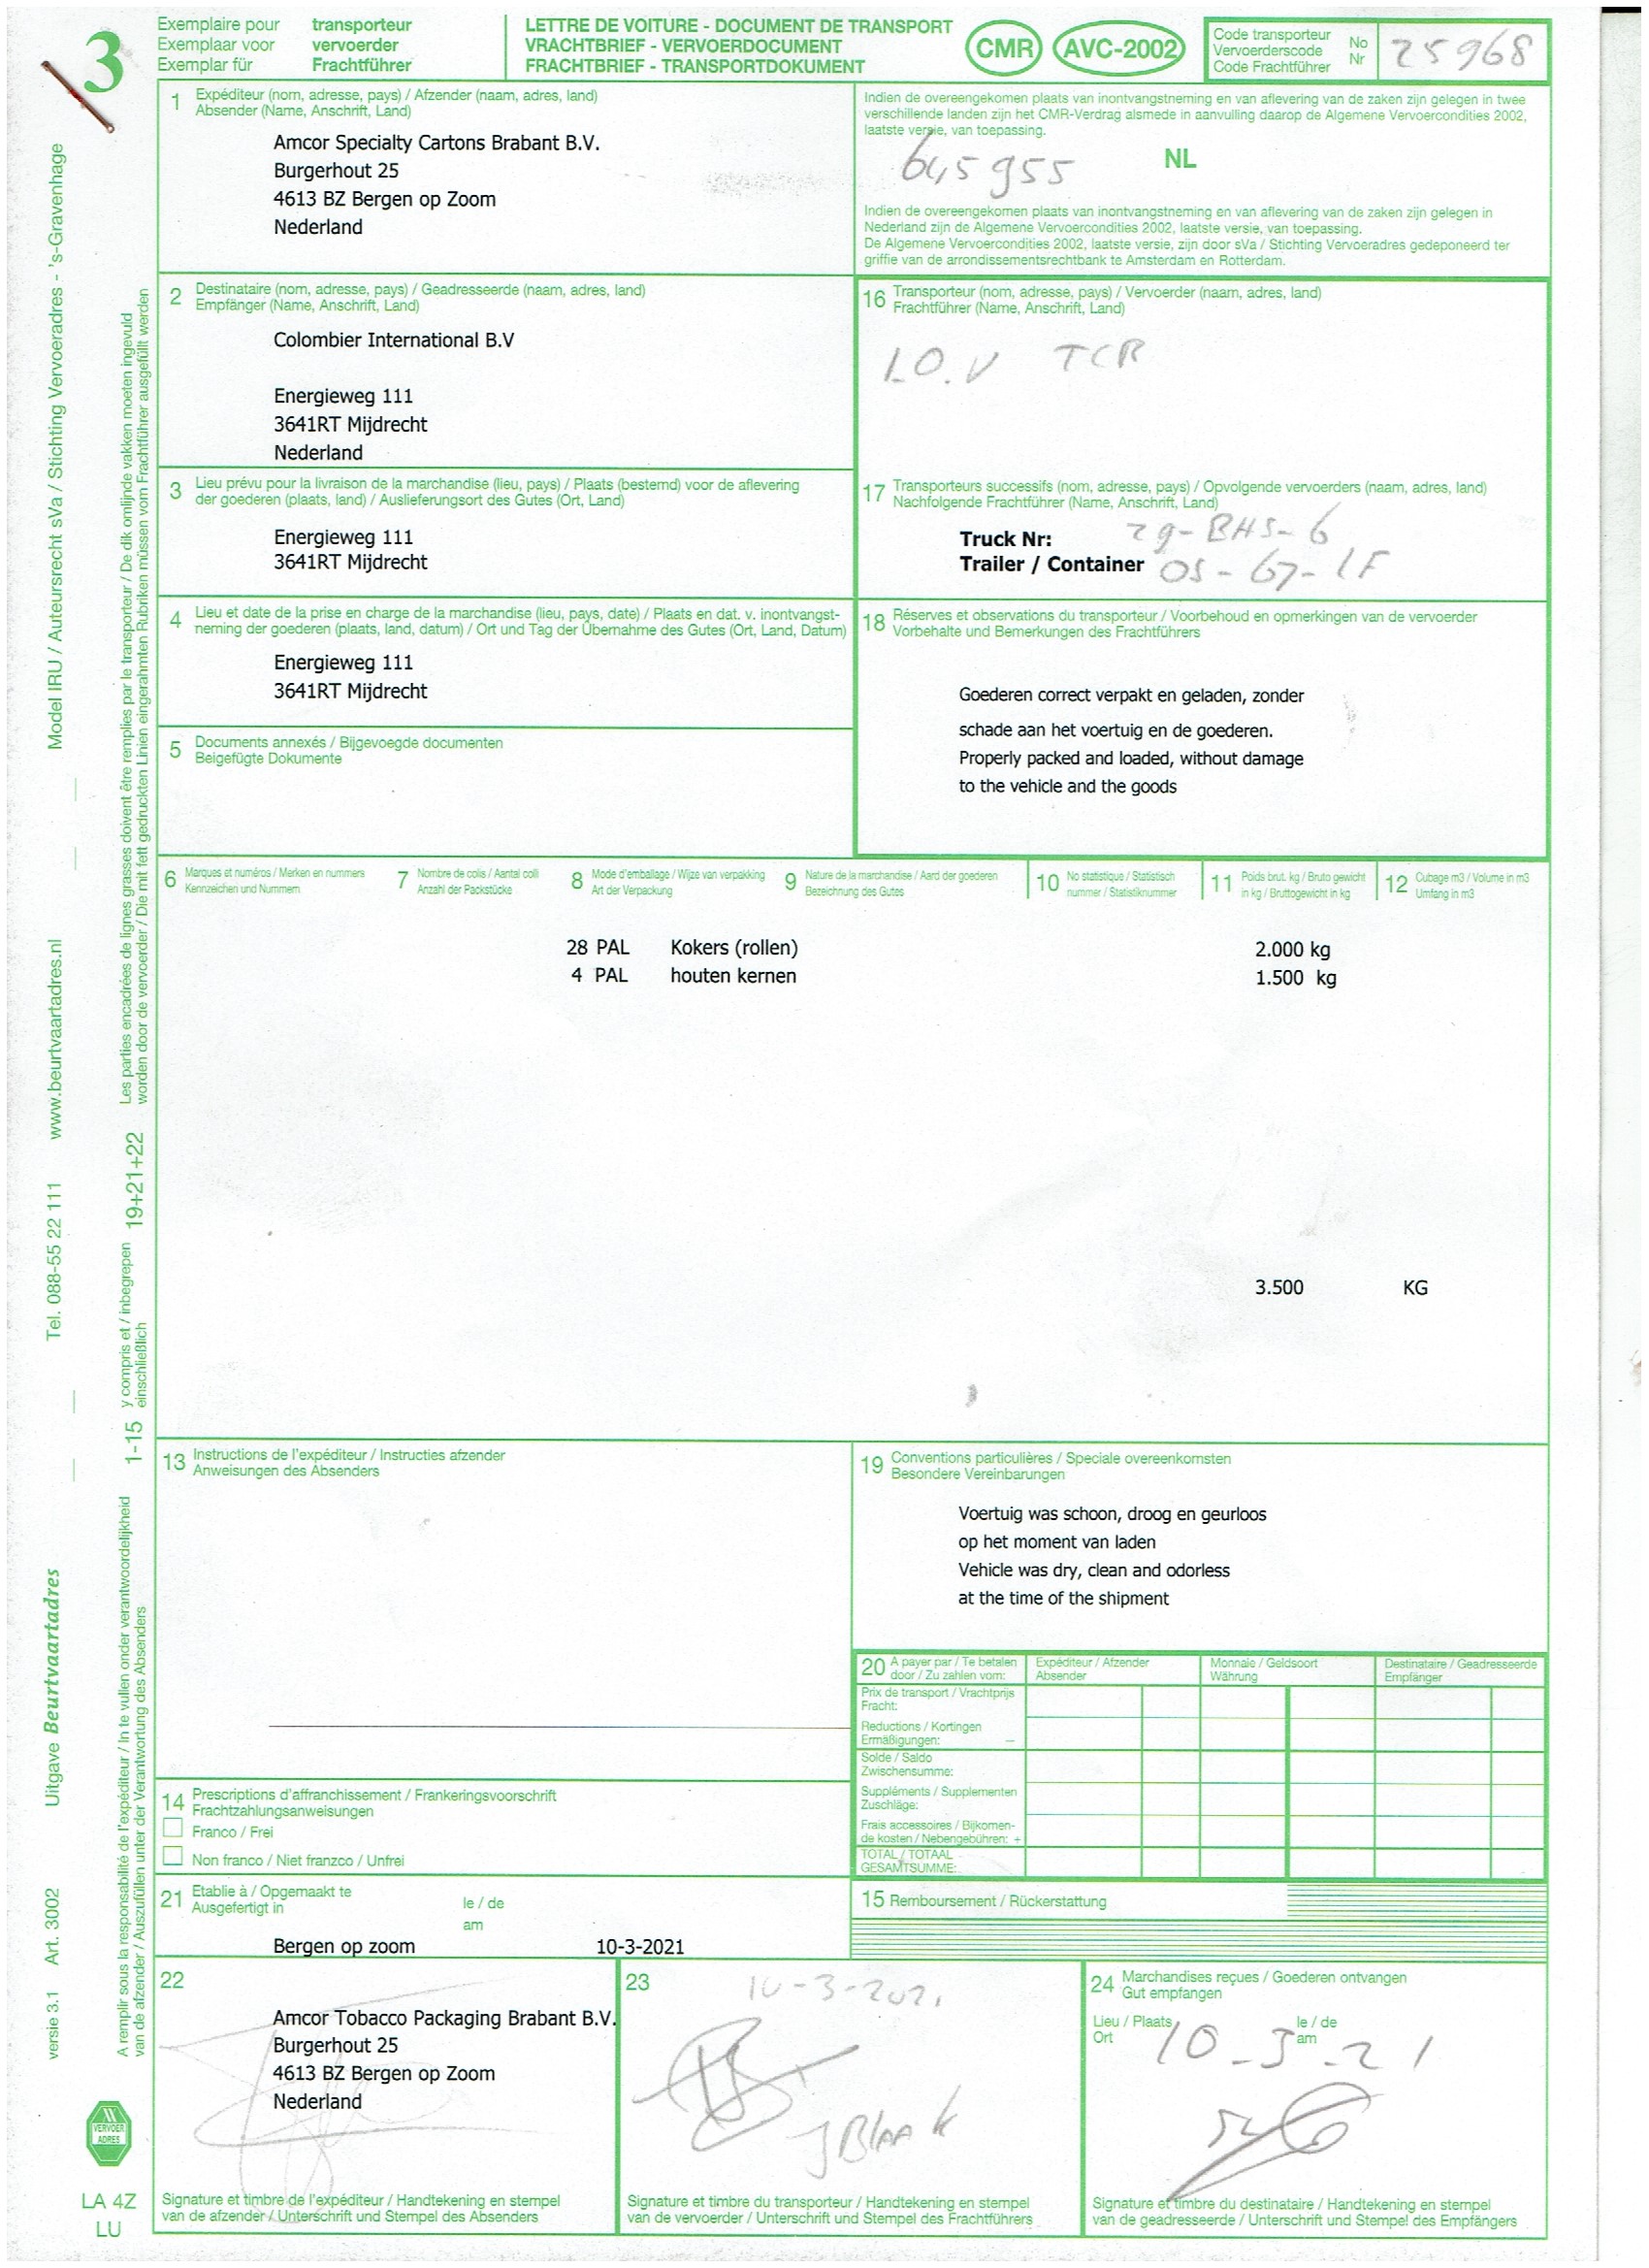 3
Exemplaire pour transporteur
Exemplaar voor vervoerder
Exemplar für Frachtführer
LETTRE DE VOITURE - DOCUMENT DE TRANSPORT
VRACHTBRIEF - VERVOERDOCUMENT
FRACHTBRIEF - TRANSPORTDOKUMENT
CMR
AVC-2002
Code transporteur
Vervoerderscode
Code Frachtführer
No
Nr
25968
1 Expéditeur (nom, adresse, pays) / Afzender (naam, adres, land)
Absender (Name, Anschrift, Land)
Amcor Specialty Cartons Brabant B.V.
Burgerhout 25
4613 BZ Bergen op Zoom
Nederland
Indien de overeengekomen plaats van inontvangstneming en van aflevering van de zaken zijn gelegen in twee
verschillende landen zijn het CMR-Verdrag alsmede in aanvulling daarop de Algemene Vervoercondities 2002,
laatste versie, van toepassing.
NL
Indien de overeengekomen plaats van inontvangstneming en van aflevering van de zaken zijn gelegen in
Nederland zijn de Algemene Vervoercondities 2002, laatste versie, van toepassing.
De Algemene Vervoercondities 2002, laatste versie, zijn door sVa / Stichting Vervoeradres gedeponeerd ter
griffie van de arrondissementsrechtbank te Amsterdam en Rotterdam.
2 Destinataire (nom, adresse, pays) / Geadresseerde (naam, adres, land)
Empfänger (Name, Anschrift, Land)
Colombier International B.V
Energieweg 111
3641RT Mijdrecht
Nederland
16 Transporteur (nom, adresse, pays) / Vervoerder (naam, adres, land)
Frachtführer (Name, Anschrift, Land)
I.O.V TCR
3 Lieu prévu pour la livraison de la marchandise (lieu, pays) / Plaats (bestemd) voor de aflevering
der goederen (plaats, land) / Auslieferungsort des Gutes (Ort, Land)
Energieweg 111
3641RT Mijdrecht
17 Transporteurs successifs (nom, adresse, pays) / Opvolgende vervoerders (naam, adres, land)
Nachfolgende Frachtführer (Name, Anschrift, Land)
Truck Nr: 29-BHS-6
Trailer / Container OS-67-LF
4 Lieu et date de la prise en charge de la marchandise (lieu, pays, date) / Plaats en dat. v. inontvangst-
neming der goederen (plaats, land, datum) / Ort und Tag der Übernahme des Gutes (Ort, Land, Datum)
Energieweg 111
3641RT Mijdrecht
18 Réserves et observations du transporteur / Voorbehoud en opmerkingen van de vervoerder
Vorbehalte und Bemerkungen des Frachtführers
Goederen correct verpakt en geladen, zonder
schade aan het voertuig en de goederen.
Properly packed and loaded, without damage
to the vehicle and the goods
5 Documents annexés / Bijgevoegde documenten
Beigefügte Dokumente
6 Marques et numéros / Merken en nummers
Kennzeichen und Nummern
7 Nombre de colis / Aantal colli
Anzahl der Packstücke
8 Mode d'emballage / Wijze van verpakking
Art der Verpackung
9 Nature de la marchandise / Aard der goederen
Bezeichnung des Gutes
10 No statistique / Statistisch
nummer / Statistiknummer
11 Poids brut. kg / Bruto gewicht
in kg / Bruttogewicht in kg
12 Cubage m3 / Volume in m3
Umfang in m3
28 PAL Kokers (rollen) 2.000 kg
4 PAL houten kernen 1.500 kg
3.500 KG
13 Instructions de l'expéditeur / Instructies afzender
Anweisungen des Absenders
19 Conventions particulières / Speciale overeenkomsten
Besondere Vereinbarungen
Voertuig was schoon, droog en geurloos
op het moment van laden
Vehicle was dry, clean and odorless
at the time of the shipment
20 A payer par / Te betalen
door / Zu zahlen vom:
Expéditeur / Afzender
Absender
Monnaie / Geldsoort
Währung
Destinataire / Geadresseerde
Empfänger
Prix de transport / Vrachtprijs
Fracht:
Reductions / Kortingen
Ermäßigungen: –
Solde / Saldo
Zwischensumme:
Suppléments / Supplementen
Zuschläge:
Frais accessoires / Bijkomen-
de kosten / Nebengebühren: +
TOTAL / TOTAAL
GESAMTSUMME:
14 Prescriptions d'affranchissement / Frankeringsvoorschrift
Frachtzahlungsanweisungen
Franco / Frei
Non franco / Niet franzco / Unfrei
21 Etablie à / Opgemaakt te
Ausgefertigt in
le / de
am
Bergen op zoom 10-3-2021
15 Remboursement / Rückerstattung
22
Amcor Tobacco Packaging Brabant B.V.
Burgerhout 25
4613 BZ Bergen op Zoom
Nederland
Signature et timbre de l'expéditeur / Handtekening en stempel
van de afzender / Unterschrift und Stempel des Absenders
23
10-3-2021
J Blaak
Signature et timbre du transporteur / Handtekening en stempel
van de vervoerder / Unterschrift und Stempel des Frachtführers
24 Marchandises reçues / Goederen ontvangen
Gut empfangen
Lieu / Plaats
Ort
le / de
am
10-3-21
Signature et timbre du destinataire / Handtekening en stempel
van de geadresseerde / Unterschrift und Stempel des Empfängers
Model IRU / Auteursrecht sVa / Stichting Vervoeradres - 's-Gravenhage
www.beurtvaartadres.nl
Tel. 088-55 22 111
Uitgave Beurtvaartadres
Art. 3002
versie 3.1
Les parties encadrées de lignes grasses doivent être remplies par le transporteur / De dik omlijnde vakken moeten ingevuld
worden door de vervoerder / Die mit fett gedruckten Linien eingerahmten Rubriken müssen vom Frachtführer ausgefüllt werden
19+21+22
y compris et / inbegrepen
einschließlich
1-15
A remplir sous la responsabilité de l'expéditeur / In te vullen onder verantwoordelijkheid
van de afzender / Auszufüllen unter der Verantwortung des Absenders
VERVOER
ADRES
LA 4Z
LU